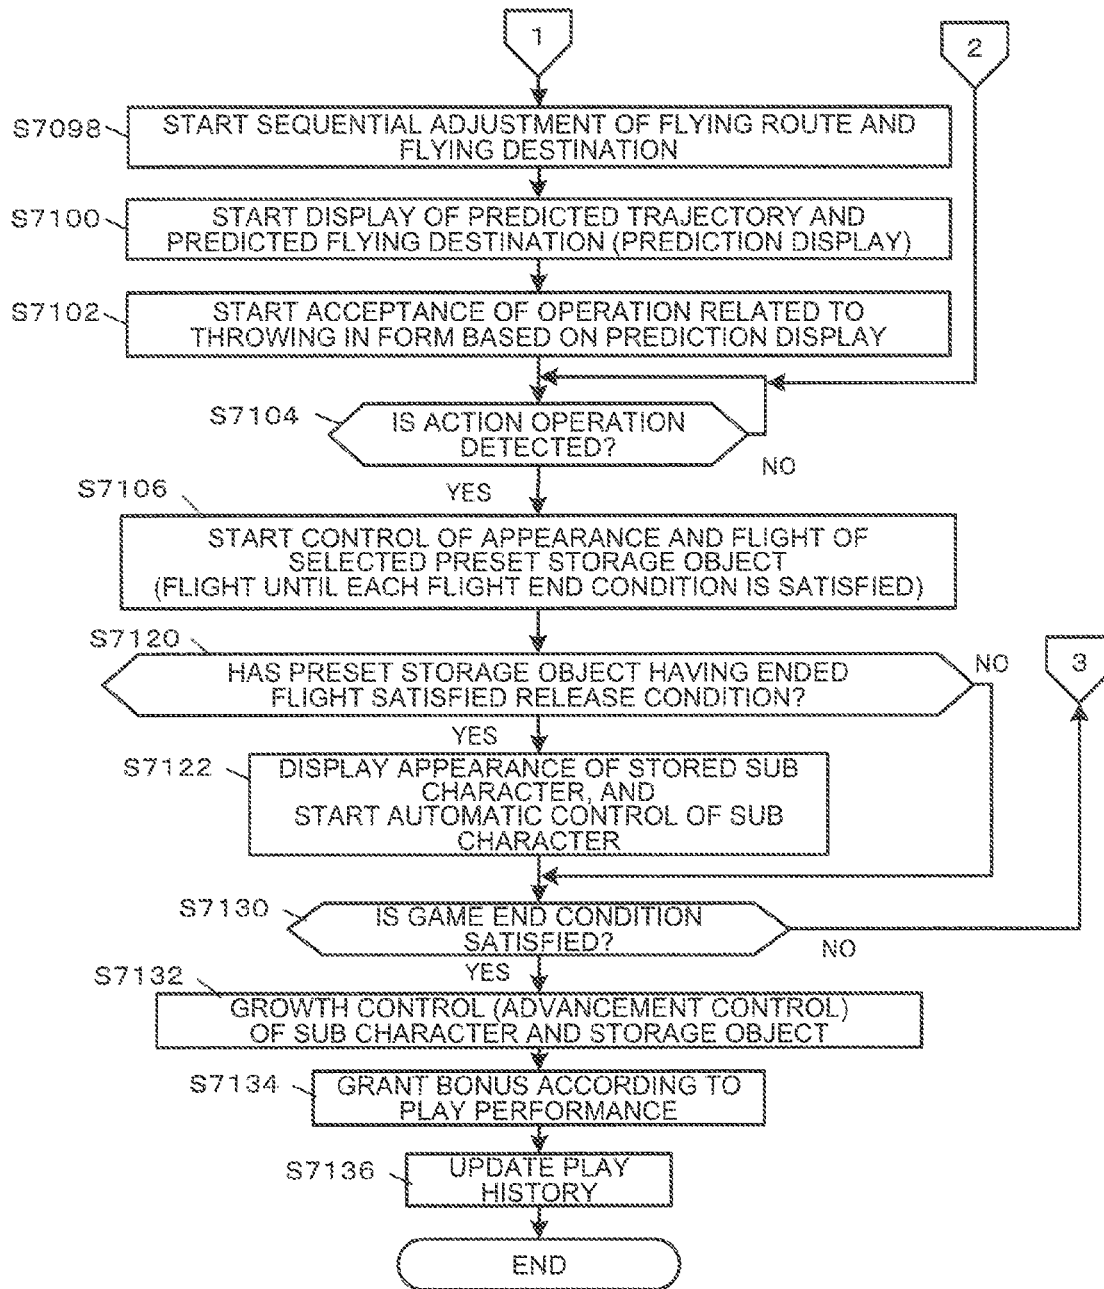 1
2
S7098
START SEQUENTIAL ADJUSTMENT OF FLYING ROUTE AND
FLYING DESTINATION
S7100
START DISPLAY OF PREDICTED TRAJECTORY AND
PREDICTED FLYING DESTINATION (PREDICTION DISPLAY)
S7102
START ACCEPTANCE OF OPERATION RELATED TO
THROWING IN FORM BASED ON PREDICTION DISPLAY
S7104
IS ACTION OPERATION
DETECTED?
NO
YES
S7106
START CONTROL OF APPEARANCE AND FLIGHT OF
SELECTED PRESET STORAGE OBJECT
(FLIGHT UNTIL EACH FLIGHT END CONDITION IS SATISFIED)
S7120
HAS PRESET STORAGE OBJECT HAVING ENDED
FLIGHT SATISFIED RELEASE CONDITION?
NO
3
YES
S7122
DISPLAY APPEARANCE OF STORED SUB
CHARACTER, AND
START AUTOMATIC CONTROL OF SUB
CHARACTER
S7130
IS GAME END CONDITION
SATISFIED?
NO
YES
S7132
GROWTH CONTROL (ADVANCEMENT CONTROL)
OF SUB CHARACTER AND STORAGE OBJECT
S7134
GRANT BONUS ACCORDING TO
PLAY PERFORMANCE
S7136
UPDATE PLAY
HISTORY
END